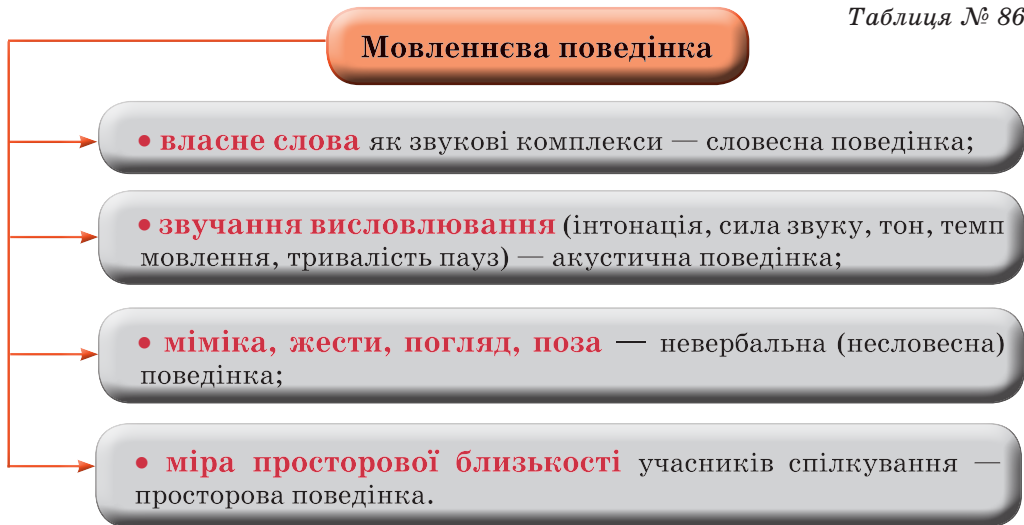 Таблиця № 86
Мовленнєва поведінка
• власне слова як звукові комплекси — словесна поведінка;
• звучання висловлювання (інтонація, сила звуку, тон, темп
мовлення, тривалість пауз) — акустична поведінка;
• міміка, жести, погляд, поза — невербальна (несловесна)
поведінка;
• міра просторової близькості учасників спілкування —
просторова поведінка.